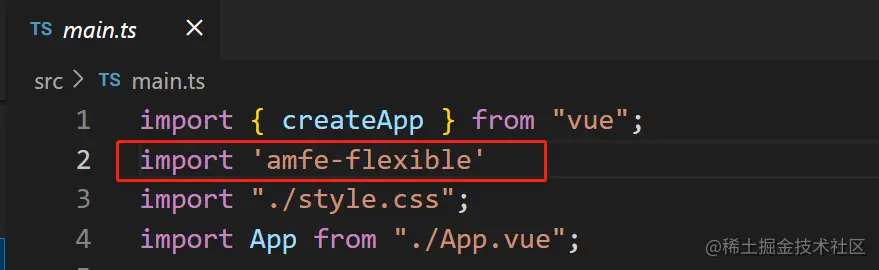 TS main.ts ×
src > TS main.ts
1 import { createApp } from "vue";
2 import 'amfe-flexible'
3 import "./style.css";
4 import App from "./App.vue";
@稀土掘金技术社区